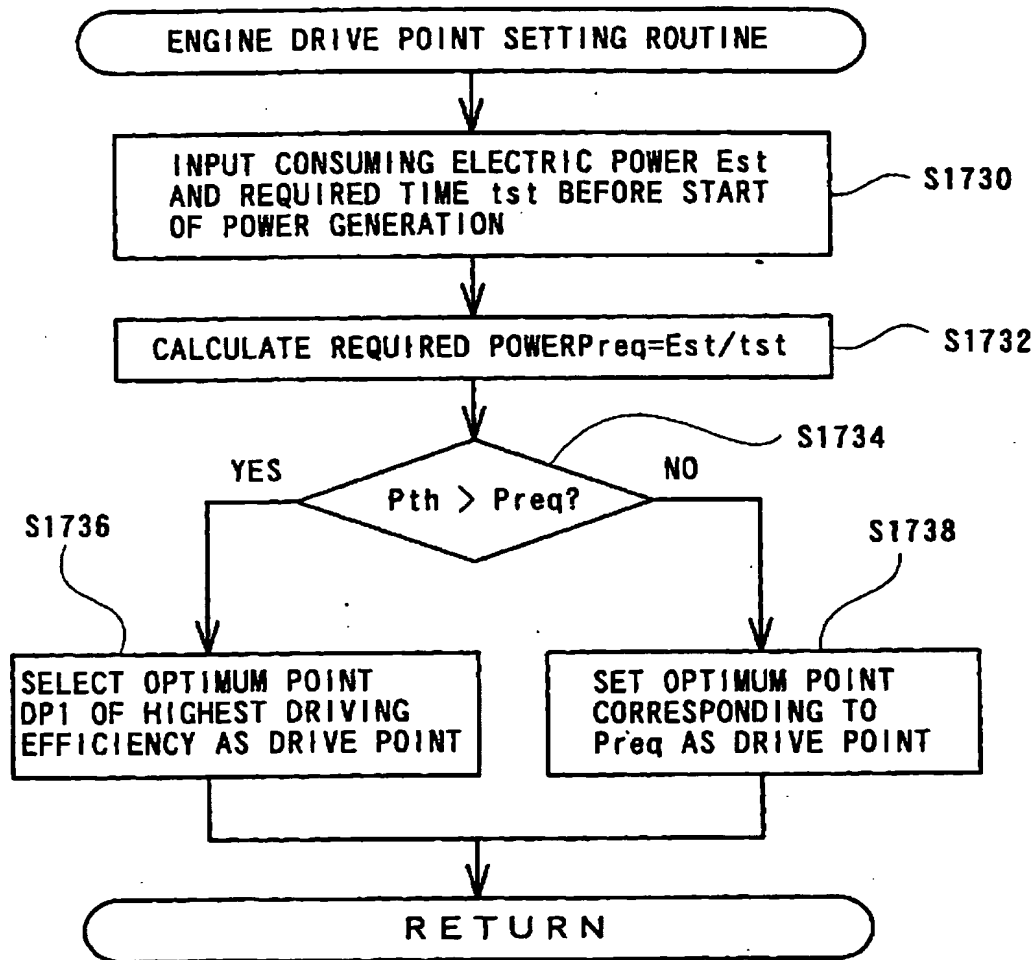 ENGINE DRIVE POINT SETTING ROUTINE
INPUT CONSUMING ELECTRIC POWER Est
AND REQUIRED TIME tst BEFORE START
OF POWER GENERATION
S1730
CALCULATE REQUIRED POWERPreq=Est/tst
S1732
S1734
YES
NO
Pth > Preq?
S1736
S1738
SELECT OPTIMUM POINT
DP1 OF HIGHEST DRIVING
EFFICIENCY AS DRIVE POINT
SET OPTIMUM POINT
CORRESPONDING TO
Preq AS DRIVE POINT
RETURN